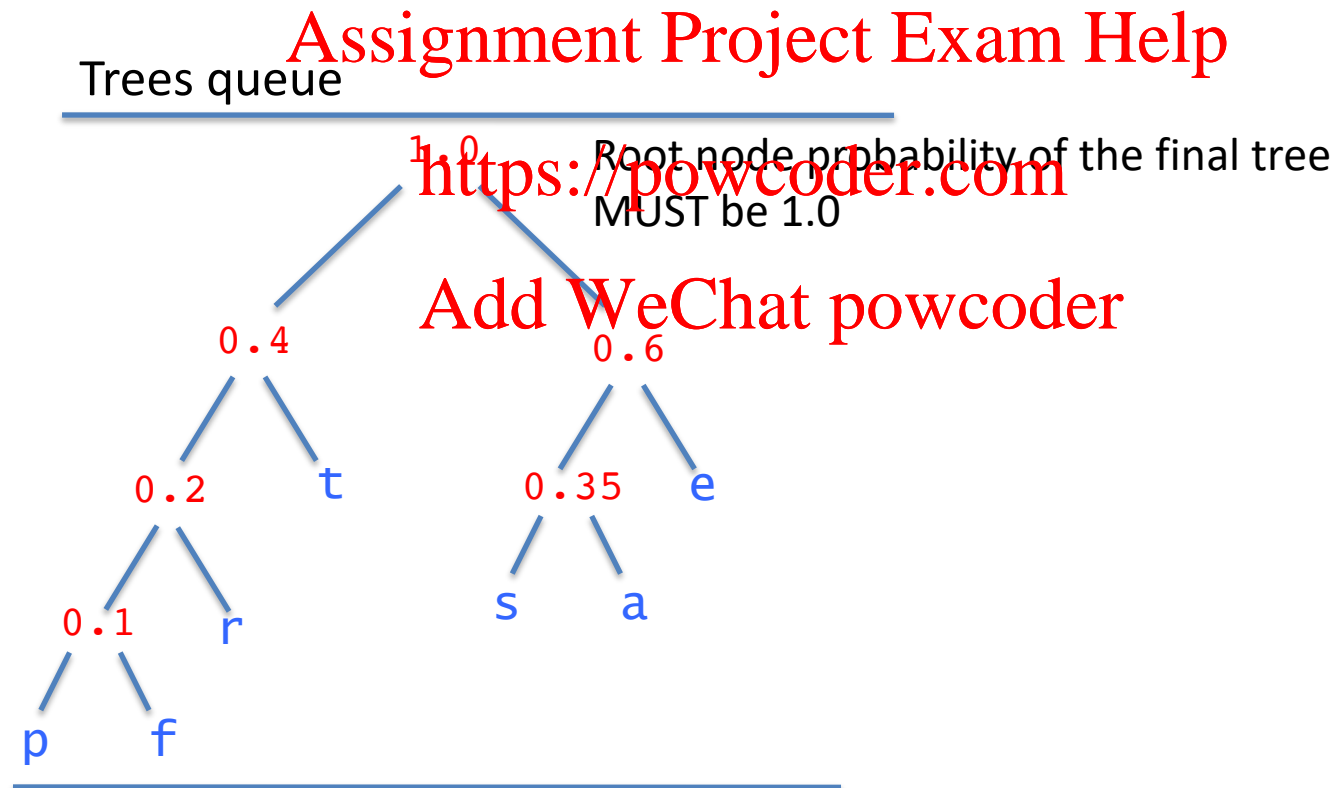 Assignment Project Exam Help
Trees queue
1.0
Root node probability of the final tree
https://powcoder.com
MUST be 1.0
Add WeChat powcoder
0.4
0.6
0.2
t
0.35
e
0.1
r
s
a
p
f